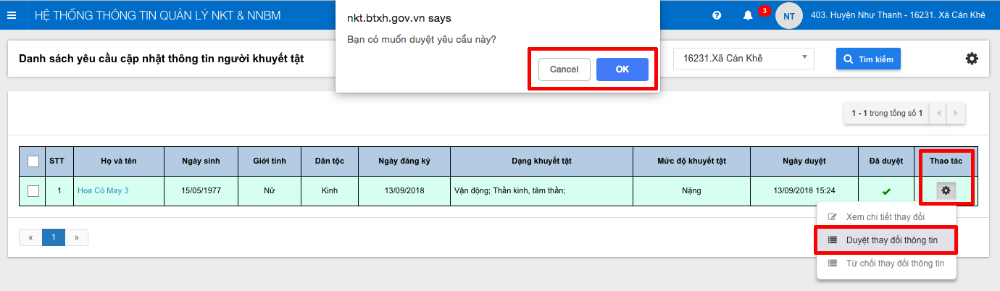 HỆ THỐNG THÔNG TIN QUẢN LÝ NKT & NNBM
nkt.btxh.gov.vn says
3
NT
403. Huyện Như Thanh - 16231. Xã Cán Khê
Bạn có muốn duyệt yêu cầu này?
Danh sách yêu cầu cập nhật thông tin người khuyết tật
16231.Xã Cán Khê
Tìm kiếm
Cancel
OK
1 - 1 trong tổng số 1
STT Họ và tên Ngày sinh Giới tính Dân tộc Ngày đăng ký Dạng khuyết tật Mức độ khuyết tật Ngày duyệt Đã duyệt Thao tác
1 Hoa Cỏ May 3 15/05/1977 Nữ Kinh 13/09/2018 Vận động; Thần kinh, tâm thần; Nặng 13/09/2018 15:24
Xem chi tiết thay đổi
« 1 »
Duyệt thay đổi thông tin
Từ chối thay đổi thông tin